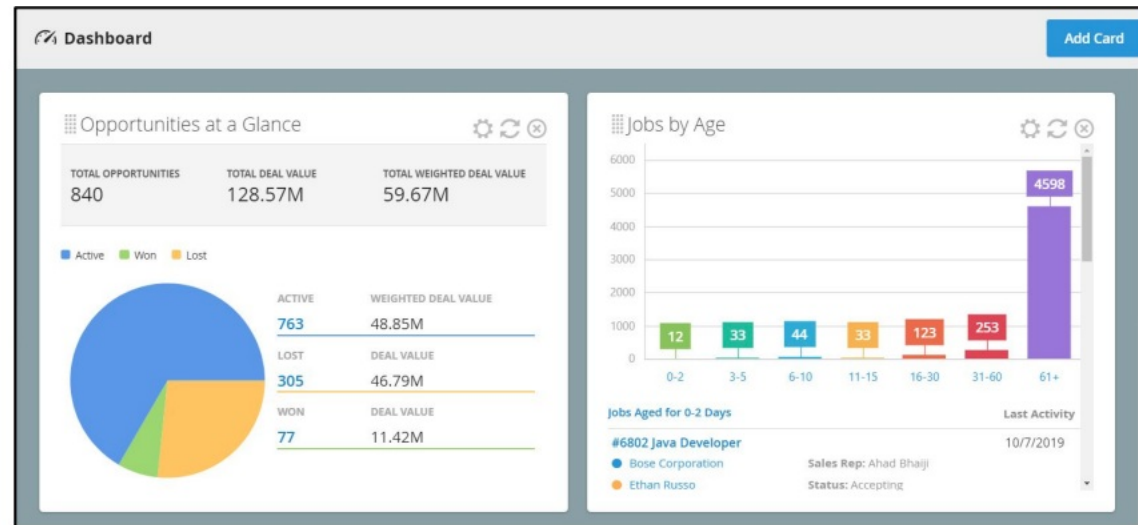 Dashboard
Add Card
Opportunities at a Glance
TOTAL OPPORTUNITIES
840
TOTAL DEAL VALUE
128.57M
TOTAL WEIGHTED DEAL VALUE
59.67M
Active Won Lost
ACTIVE WEIGHTED DEAL VALUE
763 48.85M
LOST DEAL VALUE
305 46.79M
WON DEAL VALUE
77 11.42M
Jobs by Age
6000
5000
4000
3000
2000
1000
0
12 33 44 33 123 253 4598
0-2 3-5 6-10 11-15 16-30 31-60 61+
Jobs Aged for 0-2 Days Last Activity
#6802 Java Developer 10/7/2019
Bose Corporation Sales Rep: Ahad Bhaiji
Ethan Russo Status: Accepting